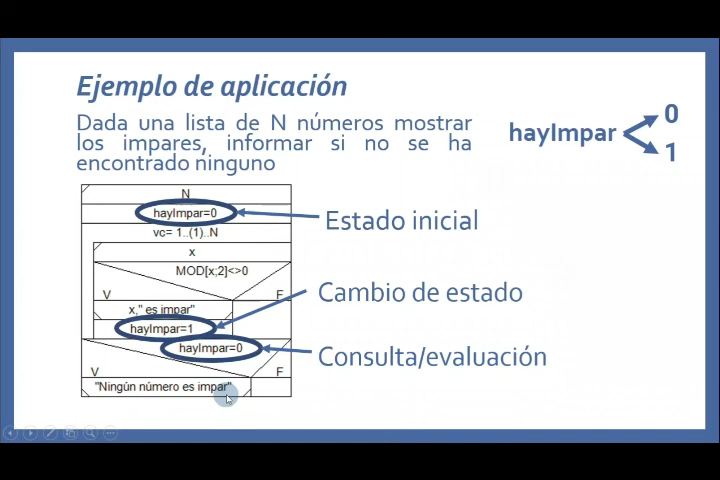 Ejemplo de aplicación
Dada una lista de N números mostrar
los impares, informar si no se ha
encontrado ninguno
hayImpar
0
1
N
hayImpar=0
Estado inicial
vc= 1..(1)..N
x
MOD[x;2]<>0
V
F
Cambio de estado
x," es impar"
hayImpar=1
hayImpar=0
Consulta/evaluación
V
F
"Ningún número es impar"